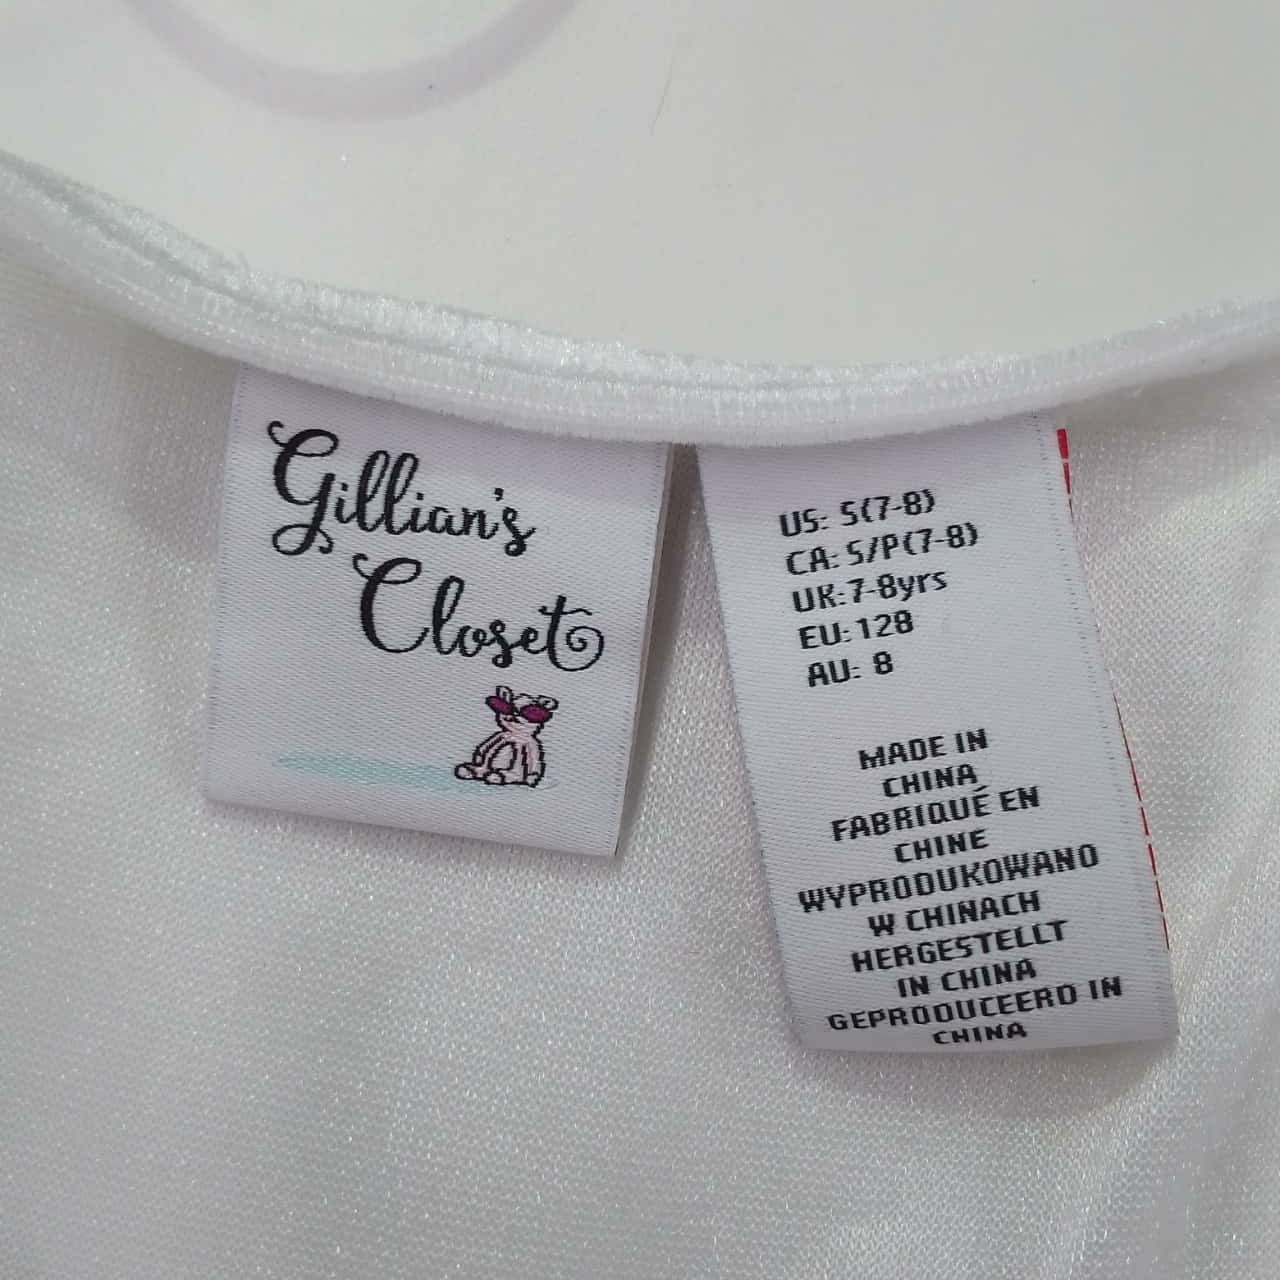 Gillian's
Closet
US: S(7-8)
CA: S/P(7-8)
UK: 7-8yrs
EU: 128
AU: 8
MADE IN
CHINA
FABRIQUÉ EN
CHINE
WYPRODUKOWANO
W CHINACH
HERGESTELLT
IN CHINA
GEPRODUCEERD IN
CHINA